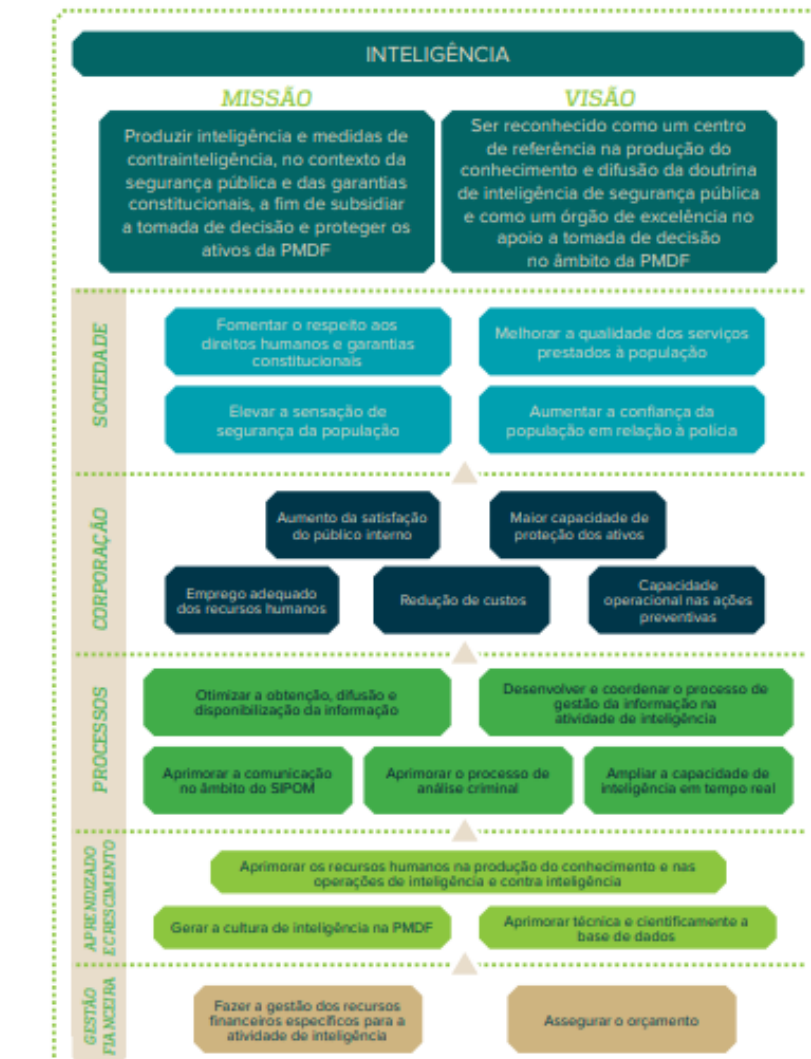 INTELIGÊNCIA
MISSÃO
Produzir inteligência e medidas de
contrainteligência, no contexto da
segurança pública e das garantias
constitucionais, a fim de subsidiar
a tomada de decisão e proteger os
ativos da PMDF
VISÃO
Ser reconhecido como um centro
de referência na produção do
conhecimento e difusão da doutrina
de inteligência de segurança pública
e como um órgão de excelência no
apoio a tomada de decisão
no âmbito da PMDF
SOCIEDADE
Fomentar o respeito aos
direitos humanos e garantias
constitucionais
Melhorar a qualidade dos serviços
prestados à população
Elevar a sensação de
segurança da população
Aumentar a confiança da
população em relação à polícia
CORPORAÇÃO
Aumento da satisfação
do público interno
Maior capacidade de
proteção dos ativos
Emprego adequado
dos recursos humanos
Redução de custos
Capacidade
operacional nas ações
preventivas
PROCESSOS
Otimizar a obtenção, difusão e
disponibilização da informação
Desenvolver e coordenar o processo de
gestão da informação na
atividade de inteligência
Aprimorar a comunicação
no âmbito do SIPOM
Aprimorar o processo de
análise criminal
Ampliar a capacidade de
inteligência em tempo real
APRENDIZADO
E CRESCIMENTO
Aprimorar os recursos humanos na produção do conhecimento e nas
operações de inteligência e contra inteligência
Gerar a cultura de inteligência na PMDF
Aprimorar técnica e cientificamente a
base de dados
GESTÃO
FIANCEIRA
Fazer a gestão dos recursos
financeiros específicos para a
atividade de inteligência
Assegurar o orçamento